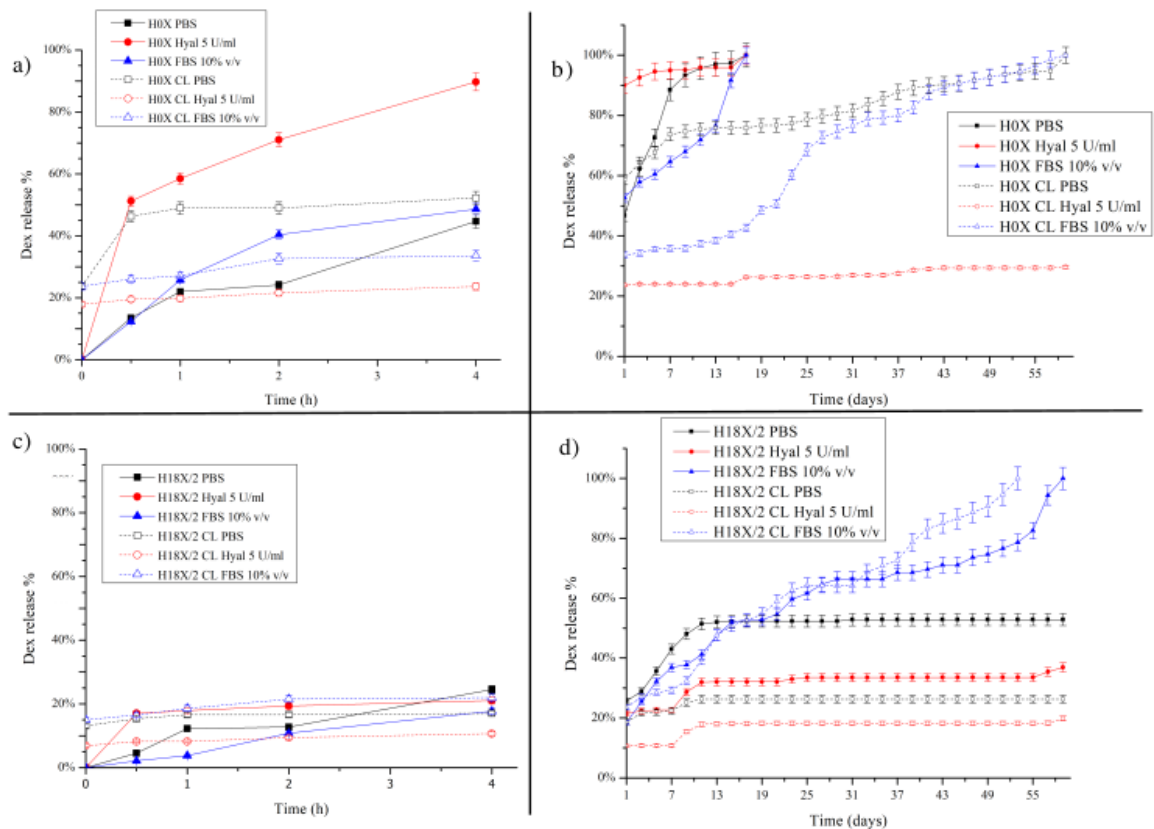 a)
H0X PBS
H0X Hyal 5 U/ml
H0X FBS 10% v/v
H0X CL PBS
H0X CL Hyal 5 U/ml
H0X CL FBS 10% v/v
100%
80%
60%
40%
20%
0%
Dex release %
0 1 2 3 4
Time (h)
b)
H0X PBS
H0X Hyal 5 U/ml
H0X FBS 10% v/v
H0X CL PBS
H0X CL Hyal 5 U/ml
H0X CL FBS 10% v/v
100%
80%
60%
40%
20%
0%
Dex release %
1 7 13 19 25 31 37 43 49 55
Time (days)
c)
H18X/2 PBS
H18X/2 Hyal 5 U/ml
H18X/2 FBS 10% v/v
H18X/2 CL PBS
H18X/2 CL Hyal 5 U/ml
H18X/2 CL FBS 10% v/v
100%
80%
60%
40%
20%
0%
Dex release %
0 1 2 3 4
Time (h)
d)
H18X/2 PBS
H18X/2 Hyal 5 U/ml
H18X/2 FBS 10% v/v
H18X/2 CL PBS
H18X/2 CL Hyal 5 U/ml
H18X/2 CL FBS 10% v/v
100%
80%
60%
40%
20%
0%
Dex release %
1 7 13 19 25 31 37 43 49 55
Time (days)